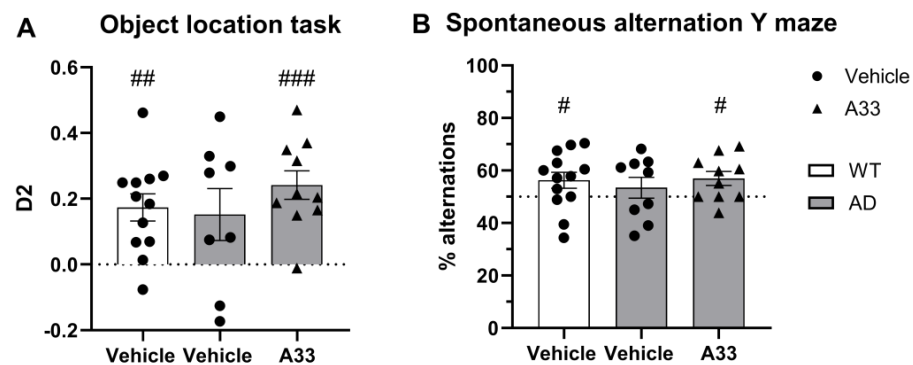 A Object location task
##
###
0.6
0.4
0.2
0.0
-0.2
D2
Vehicle Vehicle A33
B Spontaneous alternation Y maze
#
#
100
80
60
40
20
0
% alternations
Vehicle Vehicle A33
Vehicle
A33
WT
AD